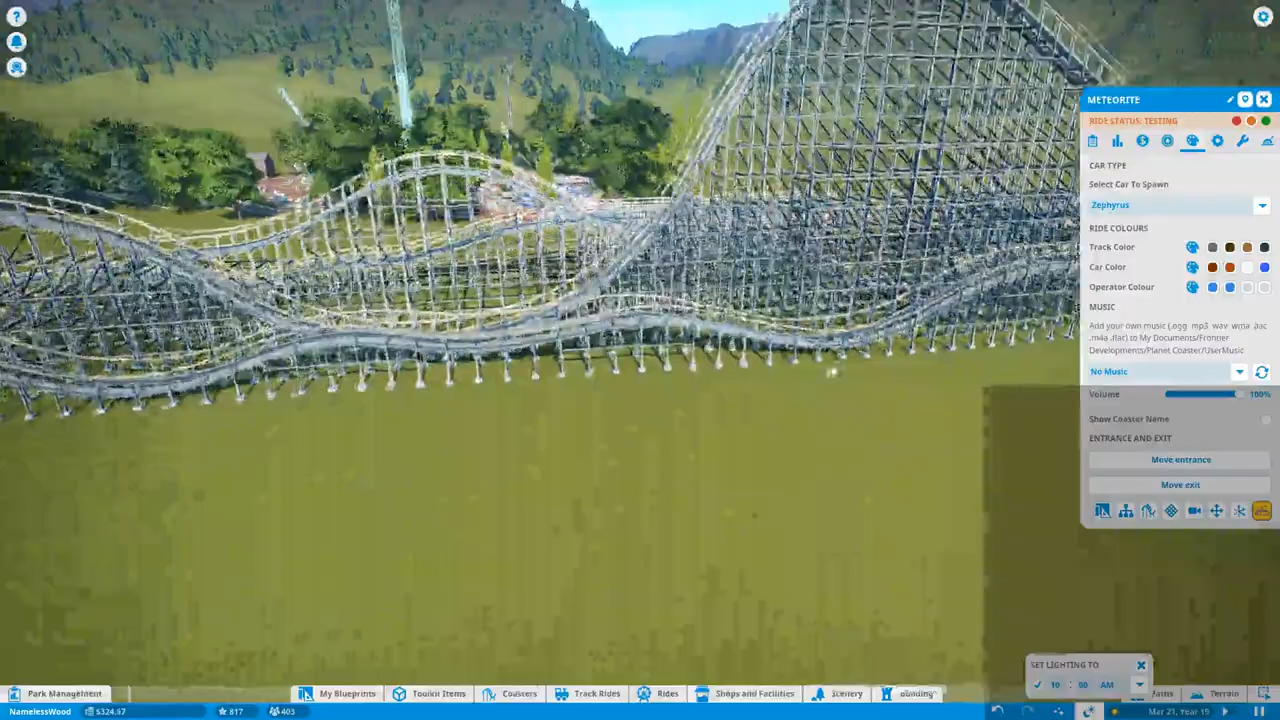 METEORITE
RIDE STATUS: TESTING
CAR TYPE
Select Car To Spawn
Zephyrus
RIDE COLOURS
Track Color
Car Color
Operator Colour
MUSIC
Add your own music (.ogg .mp3 .wav .wma .aac
.m4a .flac) to My Documents/Frontier
Developments/Planet Coaster/UserMusic
No Music
Volume 100%
Show Coaster Name
ENTRANCE AND EXIT
Move entrance
Move exit
SET LIGHTING TO
10 : 00 AM
Park Management
My Blueprints
Toolkit Items
Coasters
Track Rides
Rides
Shops and Facilities
Scenery
Building
Paths
Terrain
NamelessWood
$324.97
817
403
Mar 21, Year 19